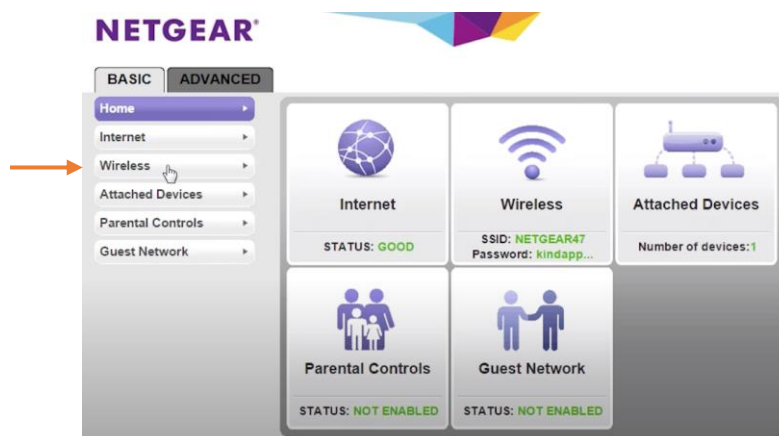 NETGEAR®
BASIC
ADVANCED
Home
Internet
Wireless
Attached Devices
Parental Controls
Guest Network
Internet
STATUS: GOOD
Wireless
SSID: NETGEAR47
Password: kindapp...
Attached Devices
Number of devices:1
Parental Controls
STATUS: NOT ENABLED
Guest Network
STATUS: NOT ENABLED